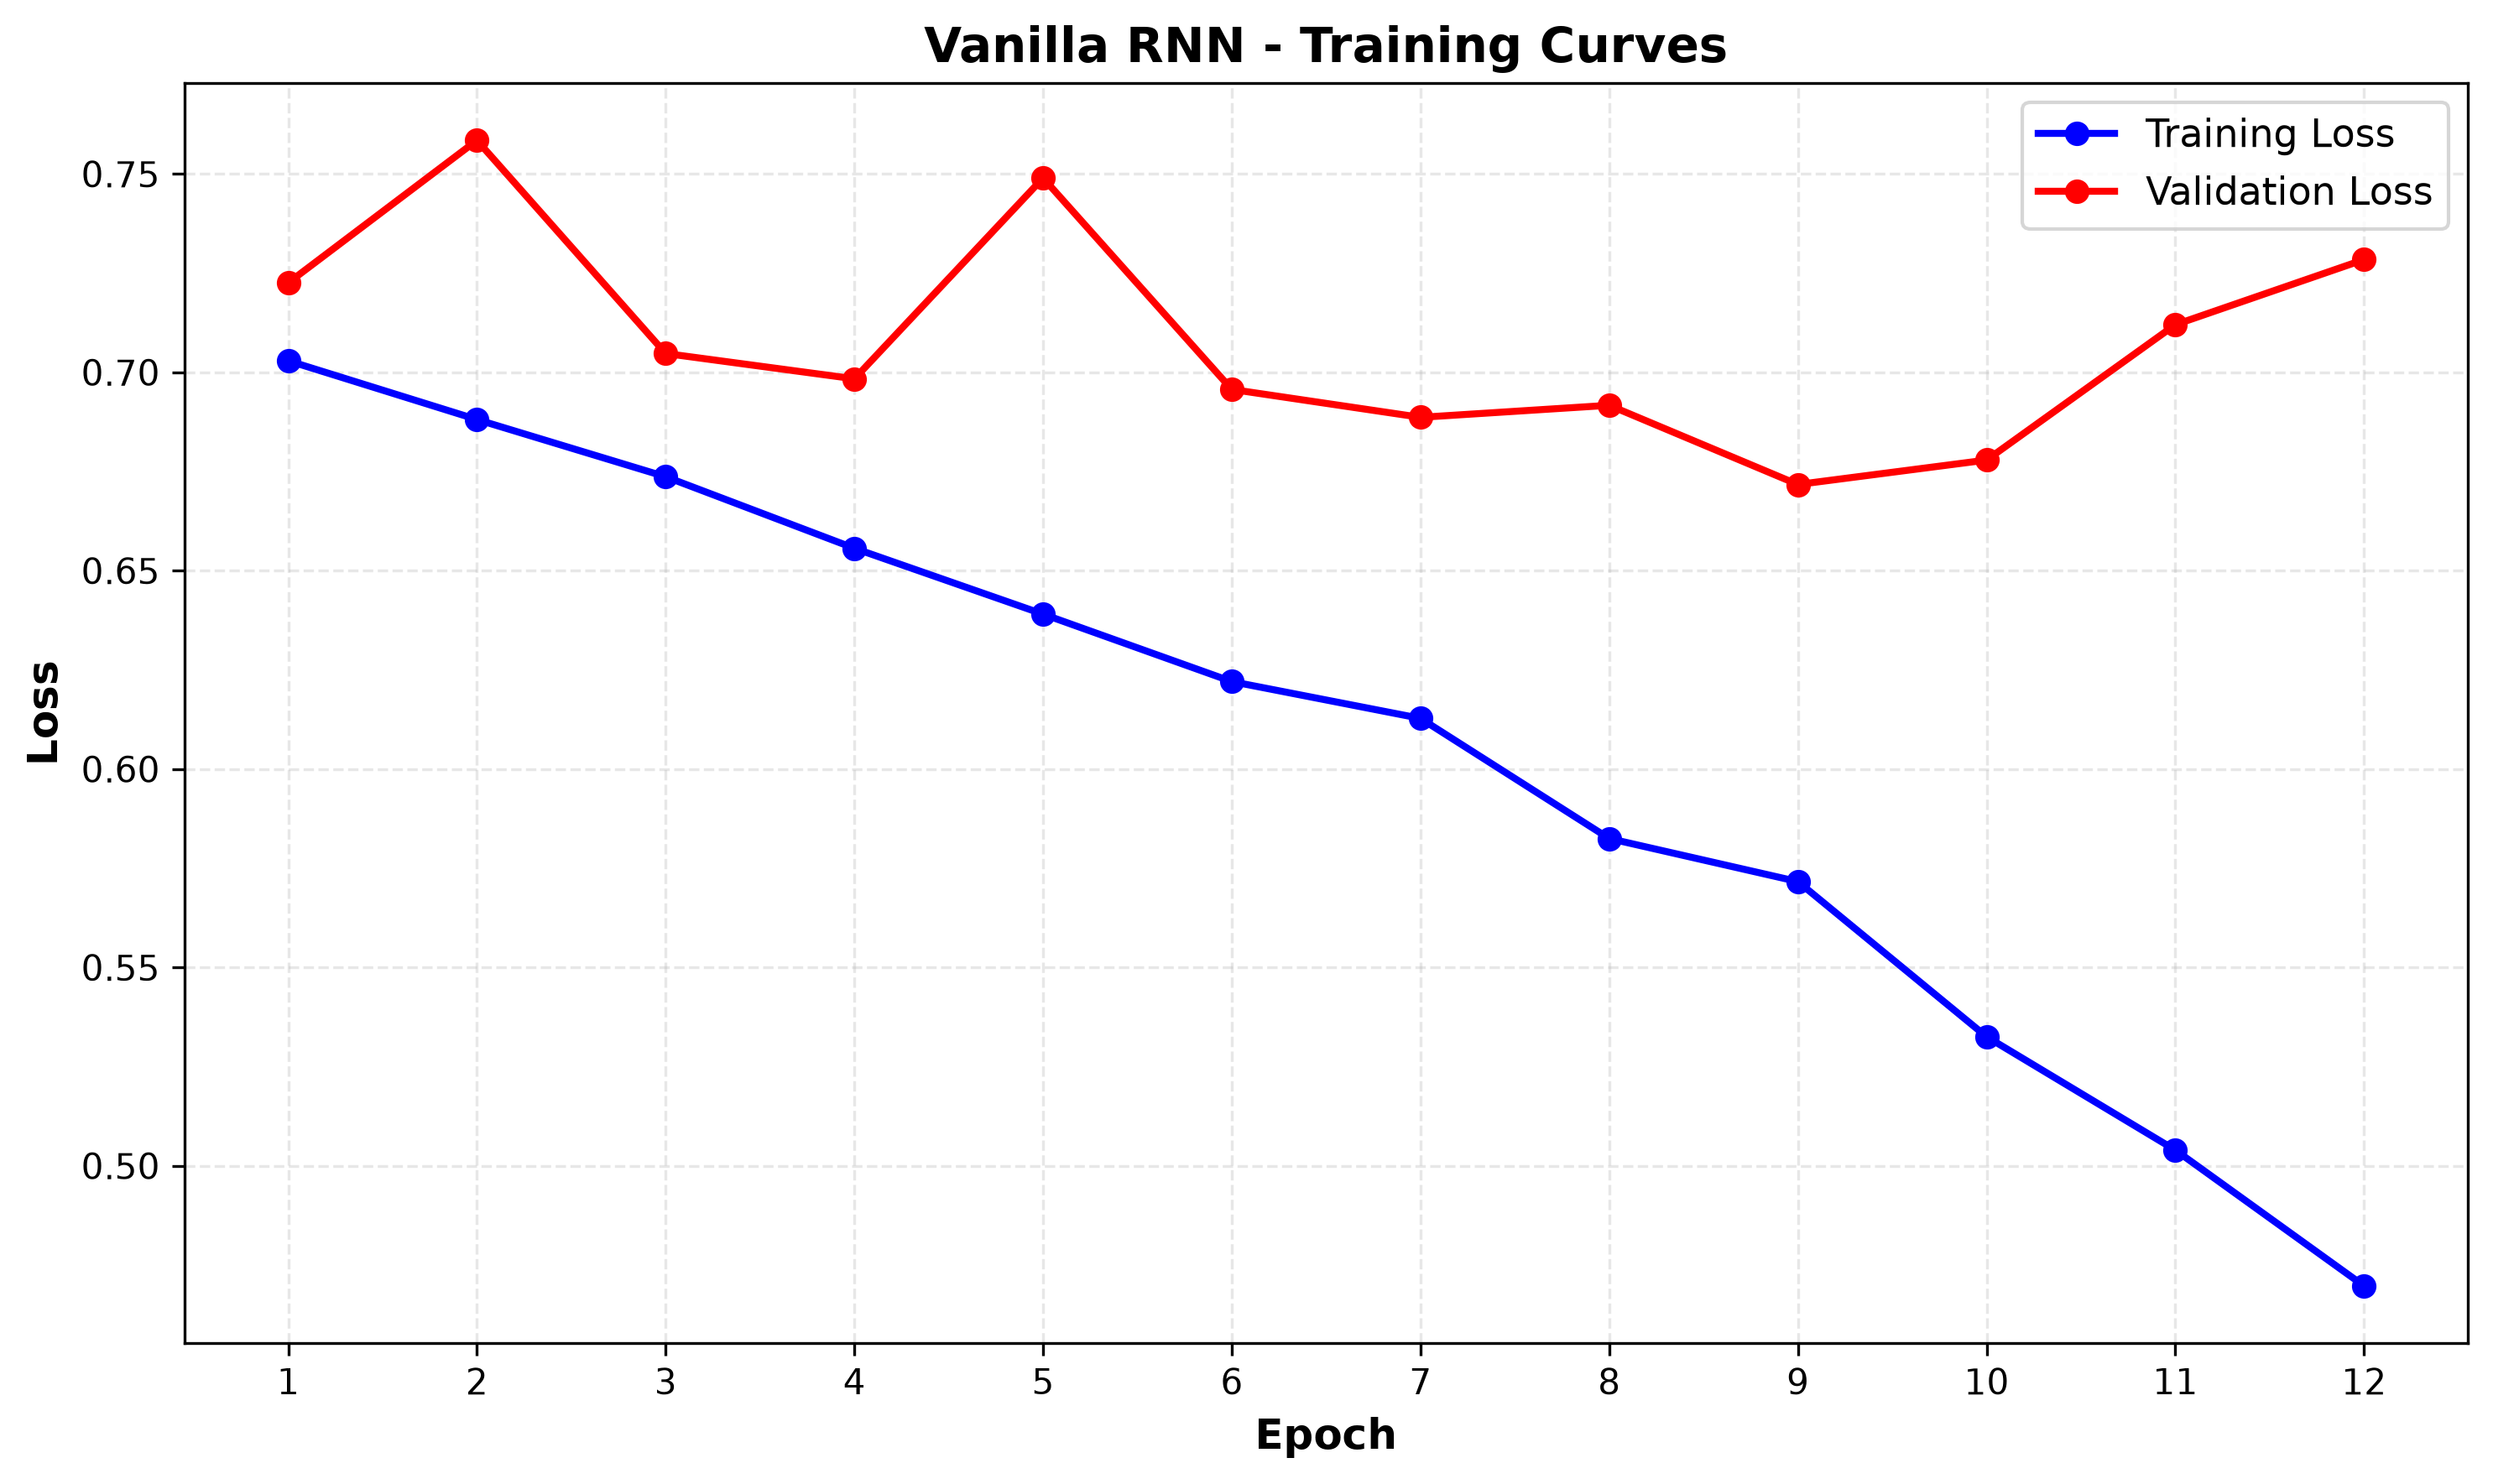 Vanilla RNN - Training Curves
Training Loss
Validation Loss
Loss
0.75
0.70
0.65
0.60
0.55
0.50
1 2 3 4 5 6 7 8 9 10 11 12
Epoch